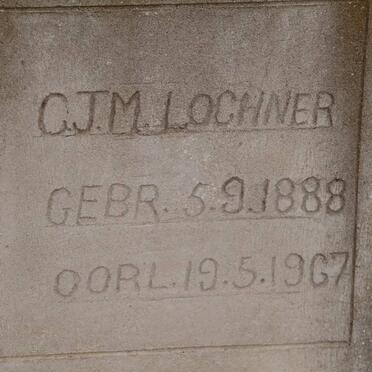 C.J.M. LOCHNER
GEBR. 5.9.1888
OORL. 19.5.1967